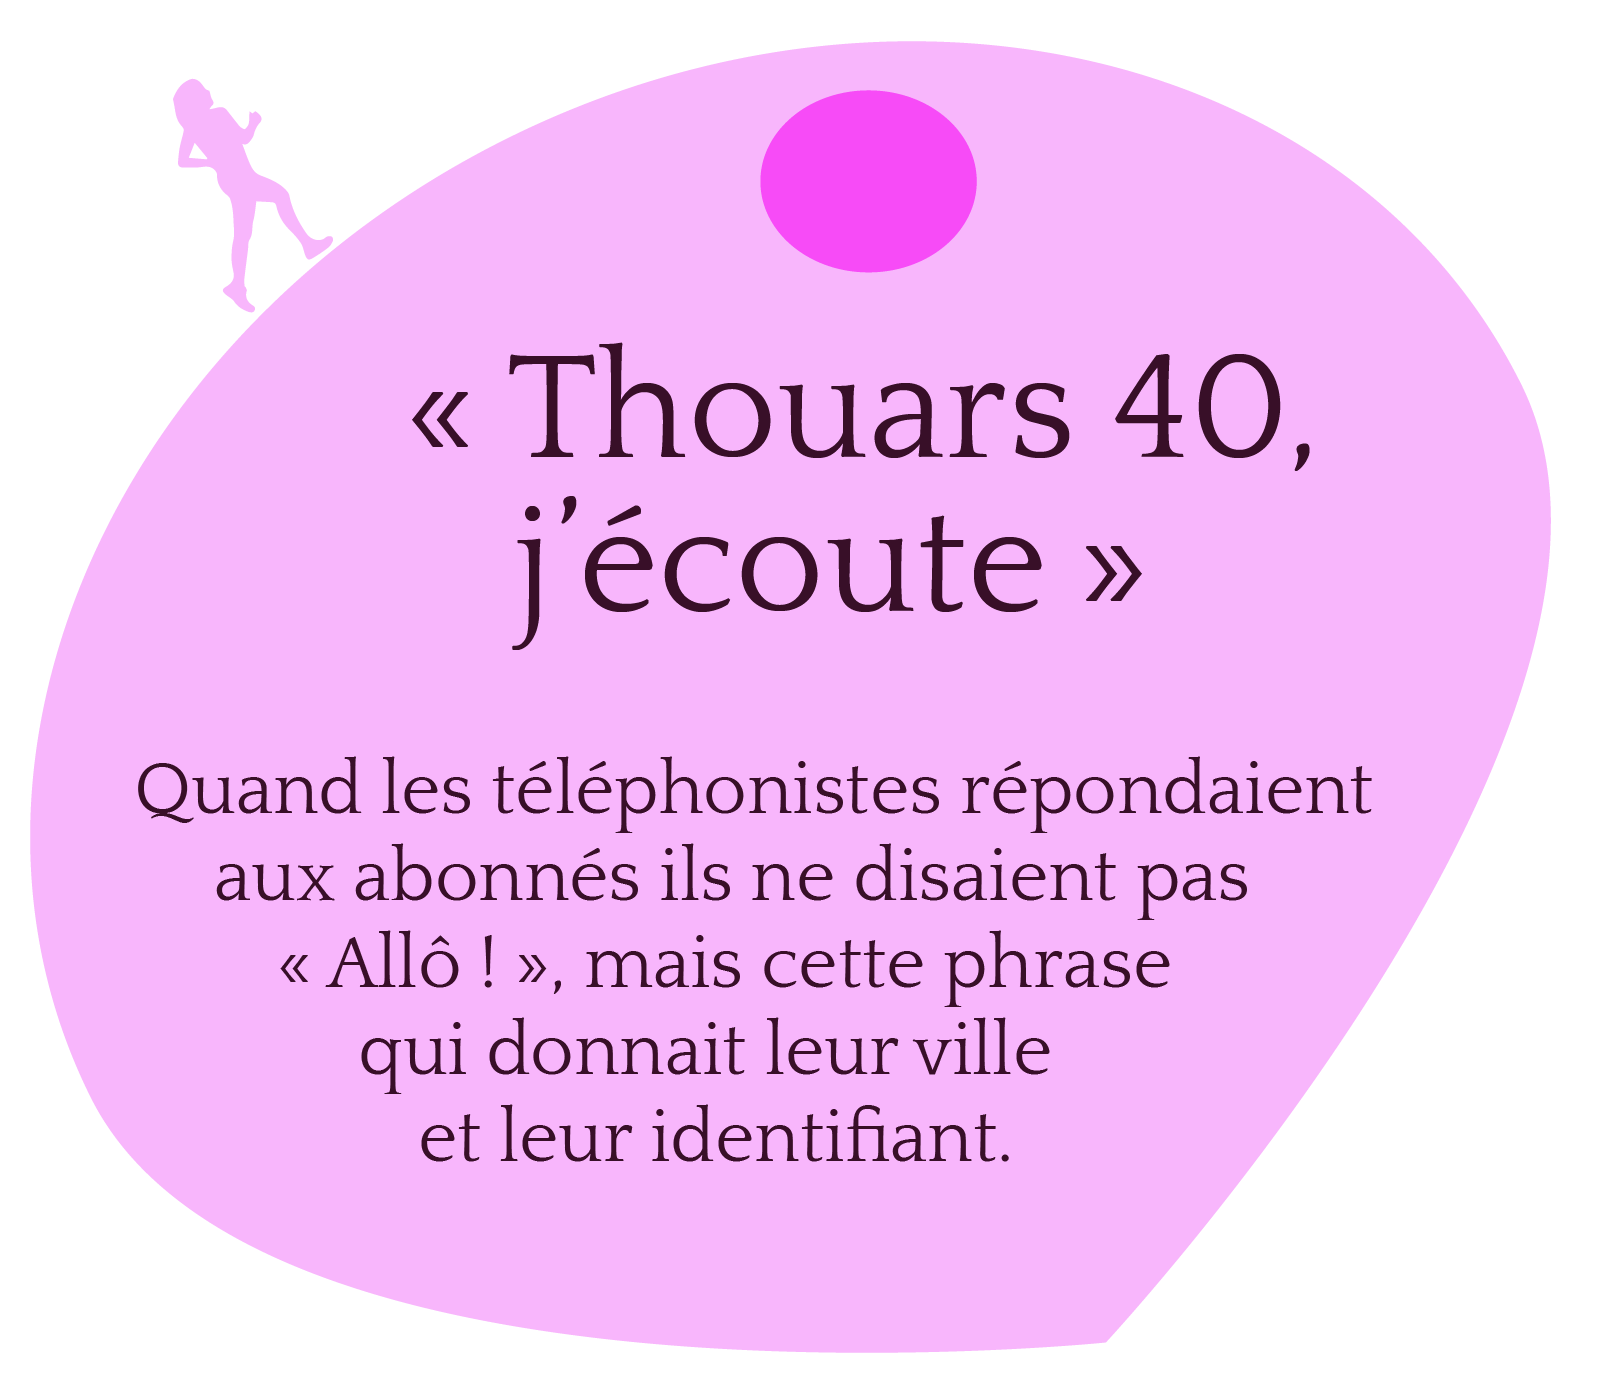 « Thouars 40,
j’écoute »
Quand les téléphonistes répondaient
aux abonnés ils ne disaient pas
« Allô ! », mais cette phrase
qui donnait leur ville
et leur identifiant.